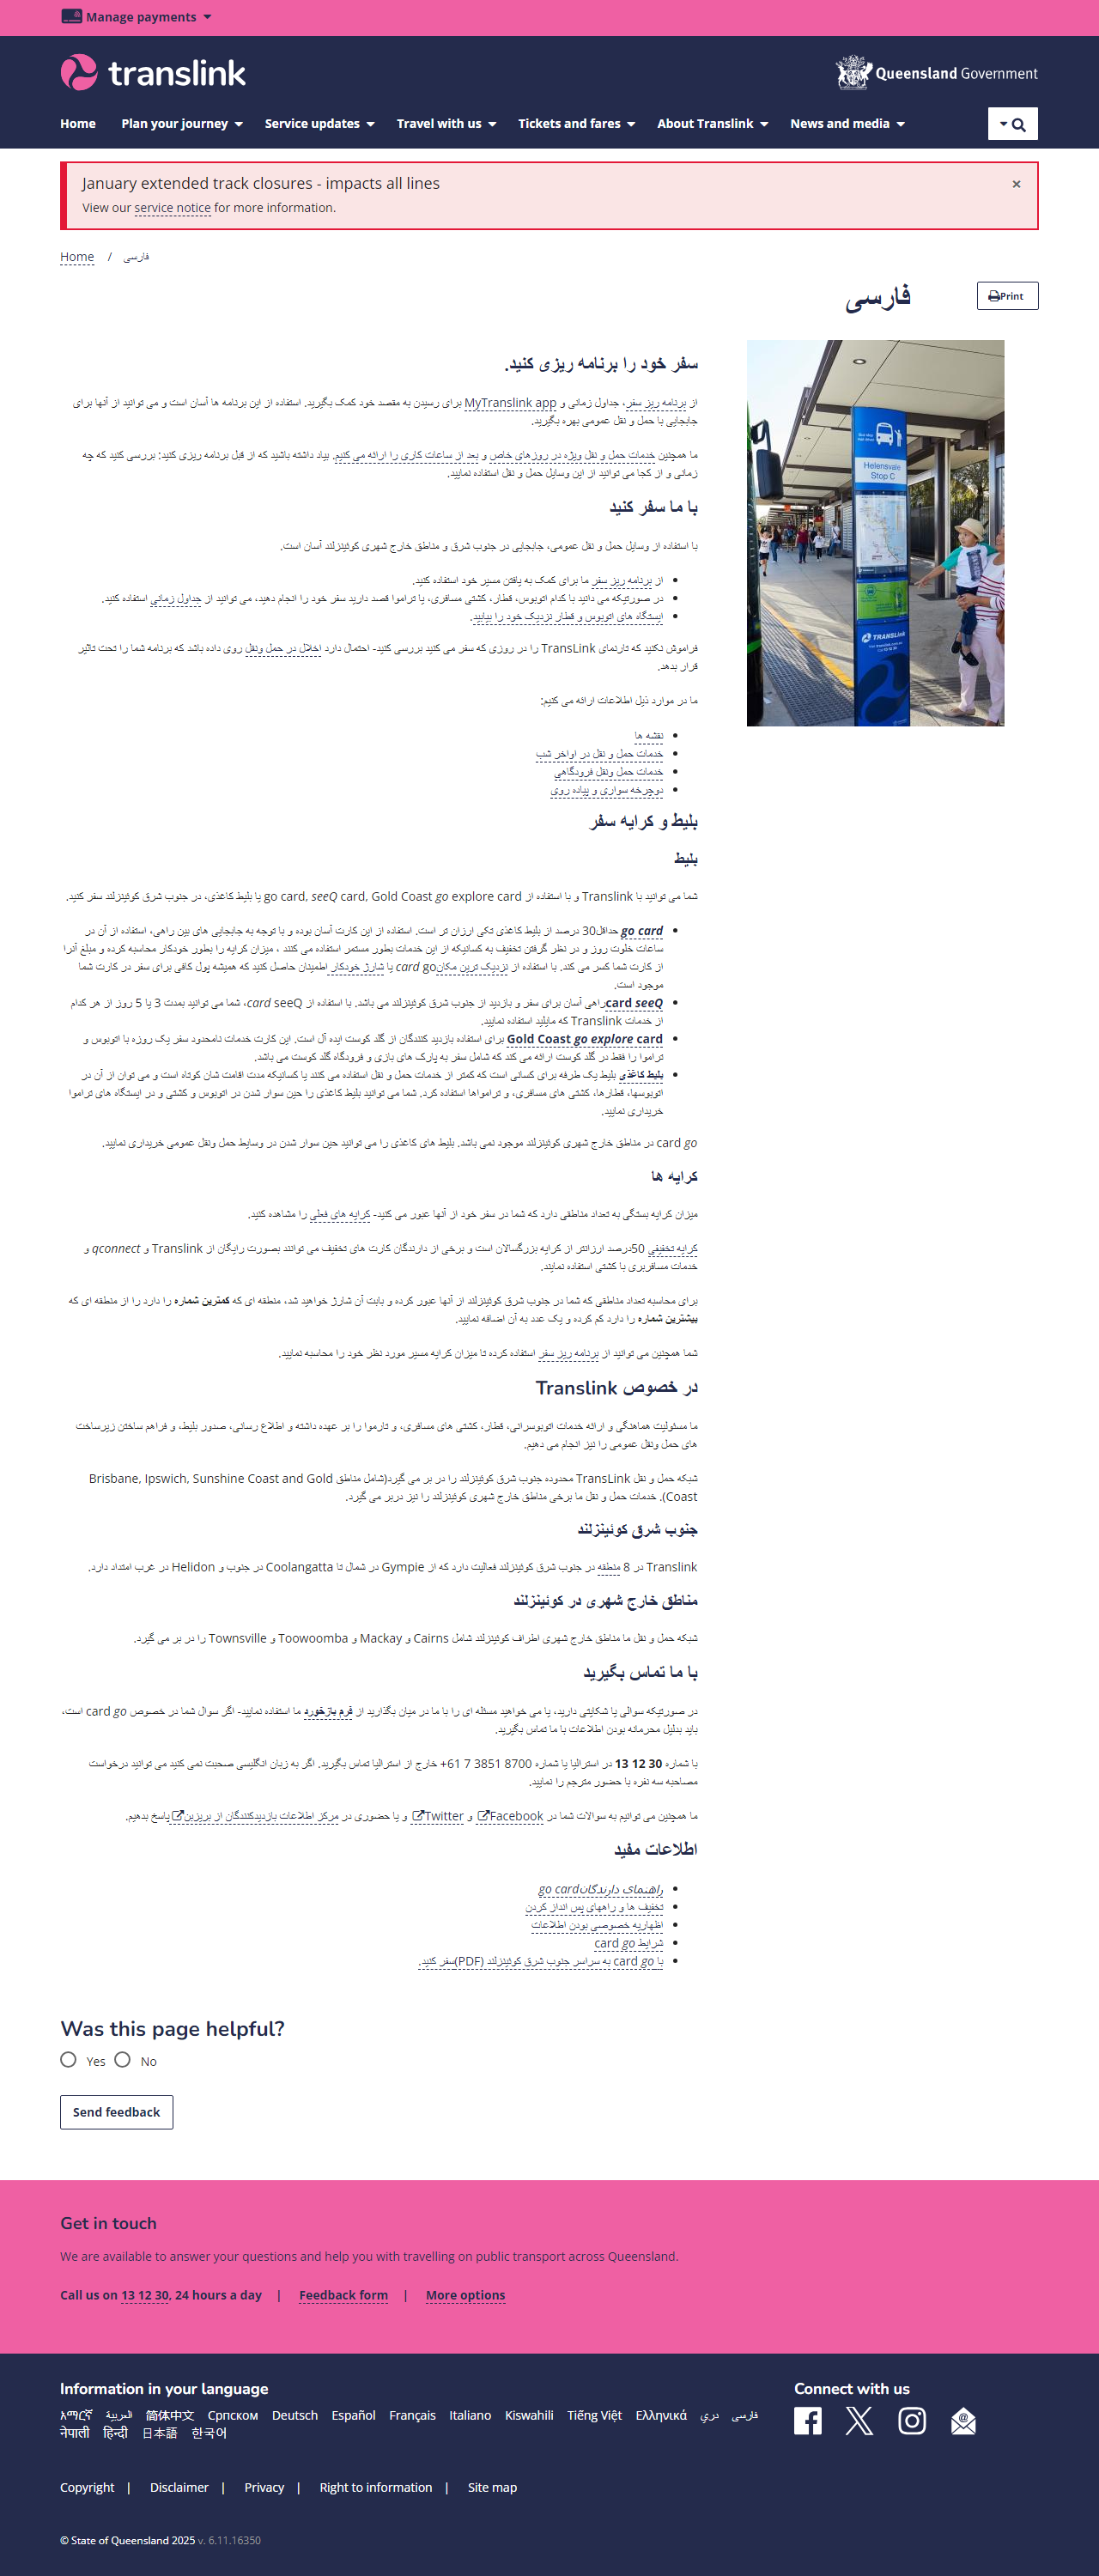 Manage payments
translink
Queensland Government
Home Plan your journey Service updates Travel with us Tickets and fares About Translink News and media
January extended track closures - impacts all lines
View our service notice for more information.
Home / فارسی
فارسی
Print
سفر خود را برنامه ریزی کنید.
از برنامه ریز سفر، جداول زمانی و MyTranslink app برای رسیدن به مقصد خود کمک بگیرید. استفاده از این برنامه ها آسان است و می توانید از آنها برای
جابجایی با حمل و نقل عمومی بهره بگیرید.
ما همچنین خدمات حمل و نقل ویژه در روزهای خاص و بعد از ساعات کاری را ارائه می کنیم. بیاد داشته باشید که از قبل برنامه ریزی کنید: بررسی کنید که چه
زمانی و از کجا می توانید از این وسایل حمل و نقل استفاده نمایید.
با ما سفر کنید
با استفاده از وسایل حمل و نقل عمومی، جابجایی در جنوب شرق و مناطق خارج شهری کوئینزلند آسان است.
از برنامه ریز سفر ما برای کمک به یافتن مسیر خود استفاده کنید.
در صورتیکه می دانید با کدام اتوبوس، قطار، کشتی مسافری، یا تراموا قصد دارید سفر خود را انجام دهید، می توانید از جداول زمانی استفاده کنید.
ایستگاه های اتوبوس و قطار نزدیک خود را بیابید.
فراموش نکنید که تارنمای TransLink را در روزی که سفر می کنید بررسی کنید- احتمال دارد اخلال در حمل ونقل روی داده باشد که برنامه شما را تحت تاثیر
قرار بدهد.
ما در موارد ذیل اطلاعات ارائه می کنیم:
نقشه ها
خدمات حمل و نقل در اواخر شب
خدمات حمل ونقل فرودگاهی
دوچرخه سواری و پیاده روی
Helensvale
Stop C
TRANSLink
بلیط و کرایه سفر
بلیط
شما می توانید با Translink و با استفاده از go card, seeQ card, Gold Coast go explore card یا بلیط کاغذی، در جنوب شرق کوئینزلند سفر کنید.
go card حداقل30 درصد از بلیط کاغذی تکی ارزان تر است. استفاده از این کارت آسان بوده و با توجه به جابجایی های بین راهی، استفاده از آن در
ساعات خلوت روز و در نظر گرفتن تخفیف به کسانیکه از این خدمات بطور مستمر استفاده می کنند ، میزان کرایه را بطور خودکار محاسبه کرده و مبلغ آنرا
از کارت شما کسر می کند. با استفاده از نزدیک ترین مکانcard go یا شارژ خودکار اطمینان حاصل کنید که همیشه پول کافی برای سفر در کارت شما
موجود است.
card seeQراهی آسان برای سفر و بازدید از جنوب شرق کوئینزلند می باشد. با استفاده از card seeQ، شما می توانید بمدت 3 یا 5 روز از هر کدام
از خدمات Translink که مایلید استفاده نمایید.
Gold Coast go explore card برای استفاده بازدید کنندگان از گلد کوست ایده آل است. این کارت خدمات نامحدود سفر یک روزه با اتوبوس و
تراموا را فقط در گلد کوست ارائه می کند که شامل سفر به پارک های بازی و فرودگاه گلد کوست می باشد.
بلیط کاغذی بلیط یک طرفه برای کسانی است که کمتر از خدمات حمل و نقل استفاده می کنند یا کسانیکه مدت اقامت شان کوتاه است و می توان از آن در
اتوبوسها، قطارها، کشتی های مسافری، و ترامواها استفاده کرد. شما می توانید بلیط کاغذی را حین سوار شدن در اتوبوس و کشتی و در ایستگاه های تراموا
خریداری نمایید.
card go در مناطق خارج شهری کوئینزلند موجود نمی باشد. بلیط های کاغذی را می توانید حین سوار شدن در وسایط حمل ونقل عمومی خریداری نمایید.
کرایه ها
میزان کرایه بستگی به تعداد مناطقی دارد که شما در سفر خود از آنها عبور می کنید- کرایه های فعلی را مشاهده کنید.
کرایه تخفیفی 50درصد ارزانتر از کرایه بزرگسالان است و برخی از دارندگان کارت های تخفیف می توانند بصورت رایگان از Translink و qconnect و
خدمات مسافربری با کشتی استفاده نمایند.
برای محاسبه تعداد مناطقی که شما در جنوب شرق کوئینزلند از آنها عبور کرده و بابت آن شارژ خواهید شد، منطقه ای که کمترین شماره را دارد را از منطقه ای که
بیشترین شماره را دارد کم کرده و یک عدد به آن اضافه نمایید.
شما همچنین می توانید از برنامه ریز سفر استفاده کرده تا میزان کرایه مسیر مورد نظر خود را محاسبه نمایید.
در خصوص Translink
ما مسئولیت هماهنگی و ارائه خدمات اتوبوسرانی، قطار، کشتی های مسافری، و تارموا را بر عهده داشته و اطلاع رسانی، صدور بلیط، و فراهم ساختن زیرساخت
های حمل ونقل عمومی را نیز انجام می دهیم.
شبکه حمل و نقل TransLink محدوده جنوب شرق کوئینزلند را در بر می گیرد(شامل مناطق Brisbane, Ipswich, Sunshine Coast and Gold
Coast). خدمات حمل و نقل ما برخی مناطق خارج شهری کوئینزلند را نیز دربر می گیرد.
جنوب شرق کوئینزلند
Translink در 8 منطقه در جنوب شرق کوئینزلند فعالیت دارد که از Gympie در شمال تا Coolangatta در جنوب و Helidon در غرب امتداد دارد.
مناطق خارج شهری در کوئینزلند
شبکه حمل و نقل ما مناطق خارج شهری اطراف کوئینزلند شامل Cairns و Mackay و Toowoomba و Townsville را در بر می گیرد.
با ما تماس بگیرید
در صورتیکه سوالی یا شکایتی دارید، یا می خواهید مسئله ای را با ما در میان بگذارید از فرم بازخورد ما استفاده نمایید- اگر سوال شما در خصوص card go است،
باید بدلیل محرمانه بودن اطلاعات با ما تماس بگیرید.
با شماره 30 12 13 در استرالیا یا شماره 8700 3851 7 61+ خارج از استرالیا تماس بگیرید. اگر به زبان انگلیسی صحبت نمی کنید می توانید درخواست
مصاحبه سه نفره با حضور مترجم را نمایید.
ما همچنین می توانیم به سوالات شما در Facebook و Twitter و یا حضوری در مرکز اطلاعات بازدیدکنندگان از بریزبن پاسخ بدهیم.
اطلاعات مفید
راهنمای دارندگانgo card
تخفیف ها و راههای پس انداز کردن
اظهاریه خصوصی بودن اطلاعات
شرایط card go
با card go به سراسر جنوب شرق کوئینزلند (PDF)سفر کنید.
Was this page helpful?
Yes No
Send feedback
Get in touch
We are available to answer your questions and help you with travelling on public transport across Queensland.
Call us on 13 12 30, 24 hours a day | Feedback form | More options
Information in your language
አማርኛ العربية 简体中文 Српском Deutsch Español Français Italiano Kiswahili Tiếng Việt Ελληνικά دري فارسی
नेपाली हिन्दी 日本語 한국어
Connect with us
Copyright | Disclaimer | Privacy | Right to information | Site map
© State of Queensland 2025 v. 6.11.16350